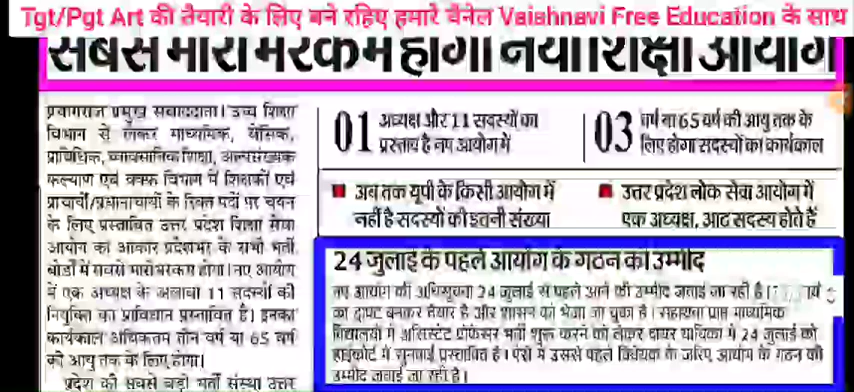 Tgt/Pgt Art की तैयारी के लिए बने रहिए हमारे चैनेल Vaishnavi Free Education के साथ
सबसे भारी भरकम होगा नया शिक्षा आयोग
प्रयागराज प्रमुख संवाददाता। उच्च शिक्षा
विभाग से लेकर माध्यमिक, बेसिक,
प्राविधिक, व्यावसायिक शिक्षा, अल्पसंख्यक
कल्याण एवं वक्फ विभाग में शिक्षकों एवं
प्राचार्यों/प्रधानाचार्यों के रिक्त पदों पर चयन
के लिए प्रस्तावित उत्तर प्रदेश शिक्षा सेवा
आयोग का आकार प्रदेशभर के सभी भर्ती
बोर्डों में सबसे भारी भरकम होगा। नए आयोग
में एक अध्यक्ष के अलावा 11 सदस्यों की
नियुक्ति का प्राविधान प्रस्तावित है। इनका
कार्यकाल अधिकतम तीन वर्ष या 65 वर्ष
की आयु तक के लिए होगा।
प्रदेश की सबसे बड़ी भर्ती संस्था उत्तर
01 अध्यक्ष और 11 सदस्यों का
प्रस्ताव है नए आयोग में
03 वर्ष या 65 वर्ष की आयु तक के
लिए होगा सदस्यों का कार्यकाल
अब तक यूपी के किसी आयोग में
नहीं है सदस्यों की इतनी संख्या
उत्तर प्रदेश लोक सेवा आयोग में
एक अध्यक्ष, आठ सदस्य होते हैं
24 जुलाई के पहले आयोग के गठन की उम्मीद
नए आयोग की अधिसूचना 24 जुलाई से पहले आने की उम्मीद जताई जा रही है।
का ड्राफ्ट बनकर तैयार है और शासन को भेजा जा चुका है। सहायता प्राप्त माध्यमिक
विद्यालयों में असिस्टेंट प्रोफेसर भर्ती शुरू करने को लेकर दायर याचिका में 24 जुलाई को
हाईकोर्ट में सुनवाई प्रस्तावित है। ऐसे में उससे पहले विधेयक के जरिए आयोग के गठन की
उम्मीद जताई जा रही है।